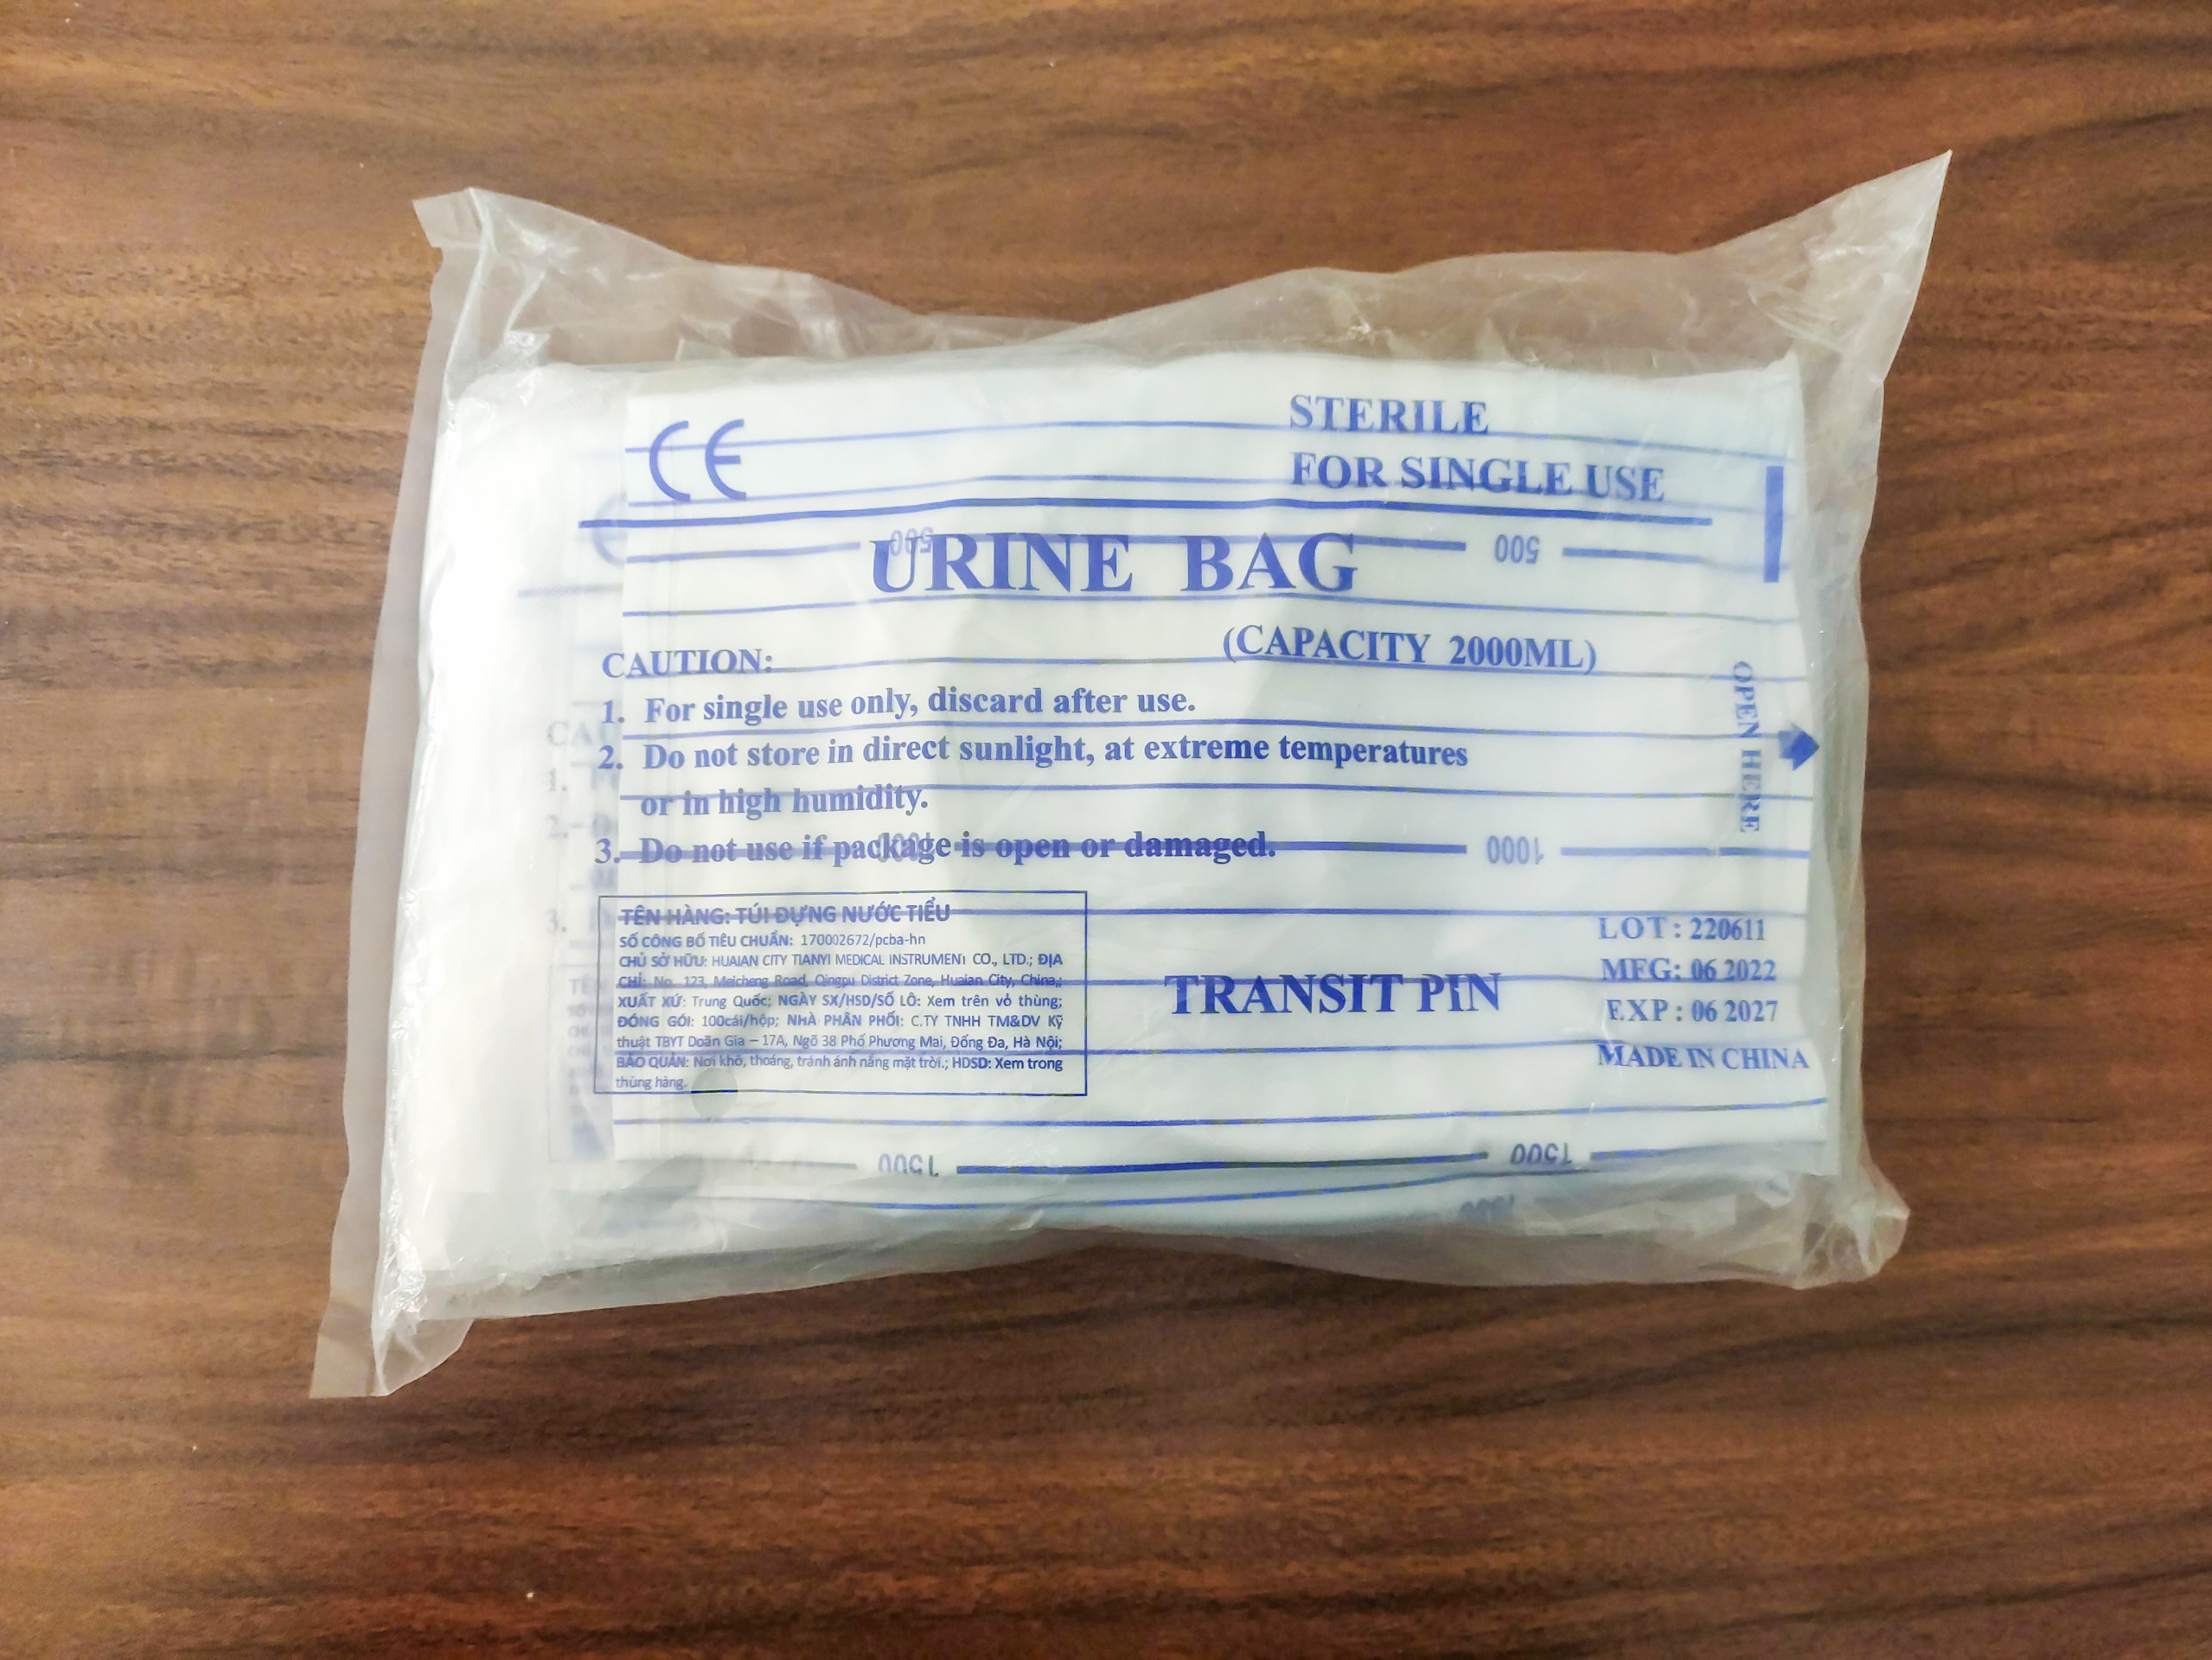 CE
STERILE
FOR SINGLE USE
URINE BAG
500
500
(CAPACITY 2000ML)
CAUTION:
1. For single use only, discard after use.
2. Do not store in direct sunlight, at extreme temperatures
or in high humidity.
3. Do not use if package is open or damaged.
1000
1000
OPEN HERE
TÊN HÀNG: TÚI ĐỰNG NƯỚC TIỂU
SỐ CÔNG BỐ TIÊU CHUẨN: 170002672/pcba-hn
CHỦ SỞ HỮU: HUAIAN CITY TIANYI MEDICAL INSTRUMENT CO., LTD.; ĐỊA
CHỈ: No. 123, Meicheng Road, Qingpu District Zone, Huaian City, China,;
XUẤT XỨ: Trung Quốc; NGÀY SX/HSD/SỐ LÔ: Xem trên vỏ thùng;
ĐÓNG GÓI: 100cái/hộp; NHÀ PHÂN PHỐI: C.TY TNHH TM&DV Kỹ
thuật TBYT Doãn Gia – 17A, Ngõ 38 Phố Phương Mai, Đống Đa, Hà Nội;
BẢO QUẢN: Nơi khô, thoáng, tránh ánh nắng mặt trời.; HDSD: Xem trong
thùng hàng.
TRANSIT PIN
LOT: 220611
MFG: 06 2022
EXP: 06 2027
MADE IN CHINA
1500
1500